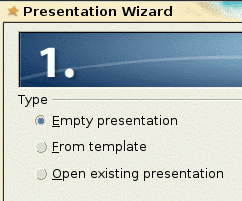 Presentation Wizard
1.
Type
Empty presentation
From template
Open existing presentation